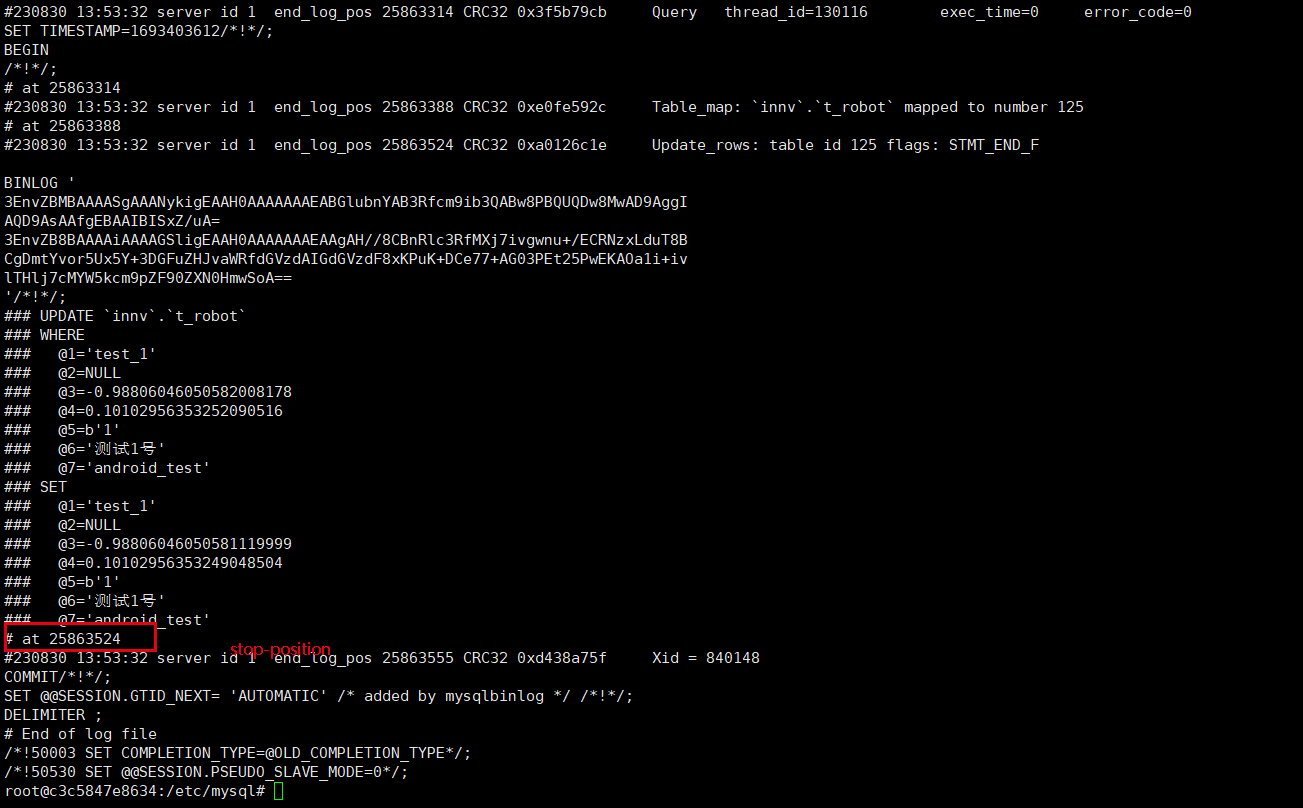 #230830 13:53:32 server id 1  end_log_pos 25863314 CRC32 0x3f5b79cb     Query   thread_id=130116        exec_time=0     error_code=0
SET TIMESTAMP=1693403612/*!*/;
BEGIN
/*!*/;
# at 25863314
#230830 13:53:32 server id 1  end_log_pos 25863388 CRC32 0xe0fe592c     Table_map: `innv`.`t_robot` mapped to number 125
# at 25863388
#230830 13:53:32 server id 1  end_log_pos 25863524 CRC32 0xa0126c1e     Update_rows: table id 125 flags: STMT_END_F

BINLOG '
3EnvZBMBAAAASgAAANykigEAAH0AAAAAAAEABGlubnYAB3Rfcm9ib3QABw8PBQUQDw8MwAD9AggI
AQD9AsAAfgEBAAIBISxZ/uA=
3EnvZB8BAAAAiAAAAGSligEAAH0AAAAAAAEAAgAH//8CBnRlc3RfMXj7ivgwnu+/ECRNzxLduT8B
CgDmtYvor5Ux5Y+3DGFuZHJvaWRfdGVzdAIGdGVzdF8xKPuK+DCe77+AG03PEt25PwEKAOa1i+iv
lTHlj7cMYW5kcm9pZF90ZXN0HmwSoA==
'/*!*/;
### UPDATE `innv`.`t_robot`
### WHERE
###   @1='test_1'
###   @2=NULL
###   @3=-0.98806046050582008178
###   @4=0.10102956353252090516
###   @5=b'1'
###   @6='测试1号'
###   @7='android_test'
### SET
###   @1='test_1'
###   @2=NULL
###   @3=-0.98806046050581119999
###   @4=0.10102956353249048504
###   @5=b'1'
###   @6='测试1号'
###   @7='android_test'
# at 25863524
stop-position
#230830 13:53:32 server id 1  end_log_pos 25863555 CRC32 0xd438a75f     Xid = 840148
COMMIT/*!*/;
SET @@SESSION.GTID_NEXT= 'AUTOMATIC' /* added by mysqlbinlog */ /*!*/;
DELIMITER ;
# End of log file
/*!50003 SET COMPLETION_TYPE=@OLD_COMPLETION_TYPE*/;
/*!50530 SET @@SESSION.PSEUDO_SLAVE_MODE=0*/;
root@c3c5847e8634:/etc/mysql#